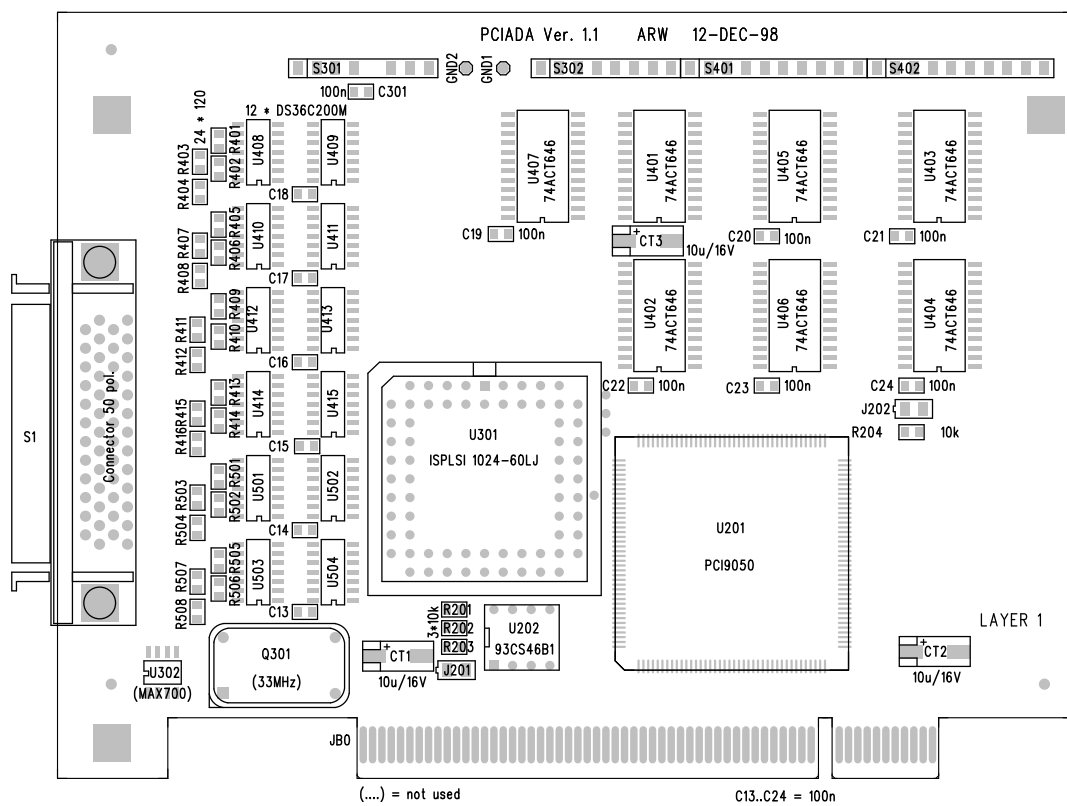 PCIADA Ver. 1.1 ARW 12-DEC-98
S301
GND2
GND1
S302
S401
S402
100n
C301
24 * 120
12 * DS36C200M
R401
R402
R403
R404
U408
U409
C18
U407
74ACT646
U401
74ACT646
U405
74ACT646
U403
74ACT646
R405
R406
R407
R408
U410
U411
C17
C19
100n
CT3
10u/16V
C20
100n
C21
100n
R409
R410
R411
R412
U412
U413
C16
U402
74ACT646
U406
74ACT646
U404
74ACT646
C22
100n
C23
100n
C24
100n
J202
R204
10k
S1
Connector 50 pol.
R413
R414
R415
R416
U414
U415
C15
U301
ISPLSI 1024-60LJ
R501
R502
R503
R504
U501
U502
C14
U201
PCI9050
R505
R506
R507
R508
U503
U504
C13
3*10k
R201
R202
R203
J201
U202
93CS46B1
LAYER 1
U302
(MAX700)
Q301
(33MHz)
+
CT1
10u/16V
+
CT2
10u/16V
JB0
(....) = not used
C13..C24 = 100n